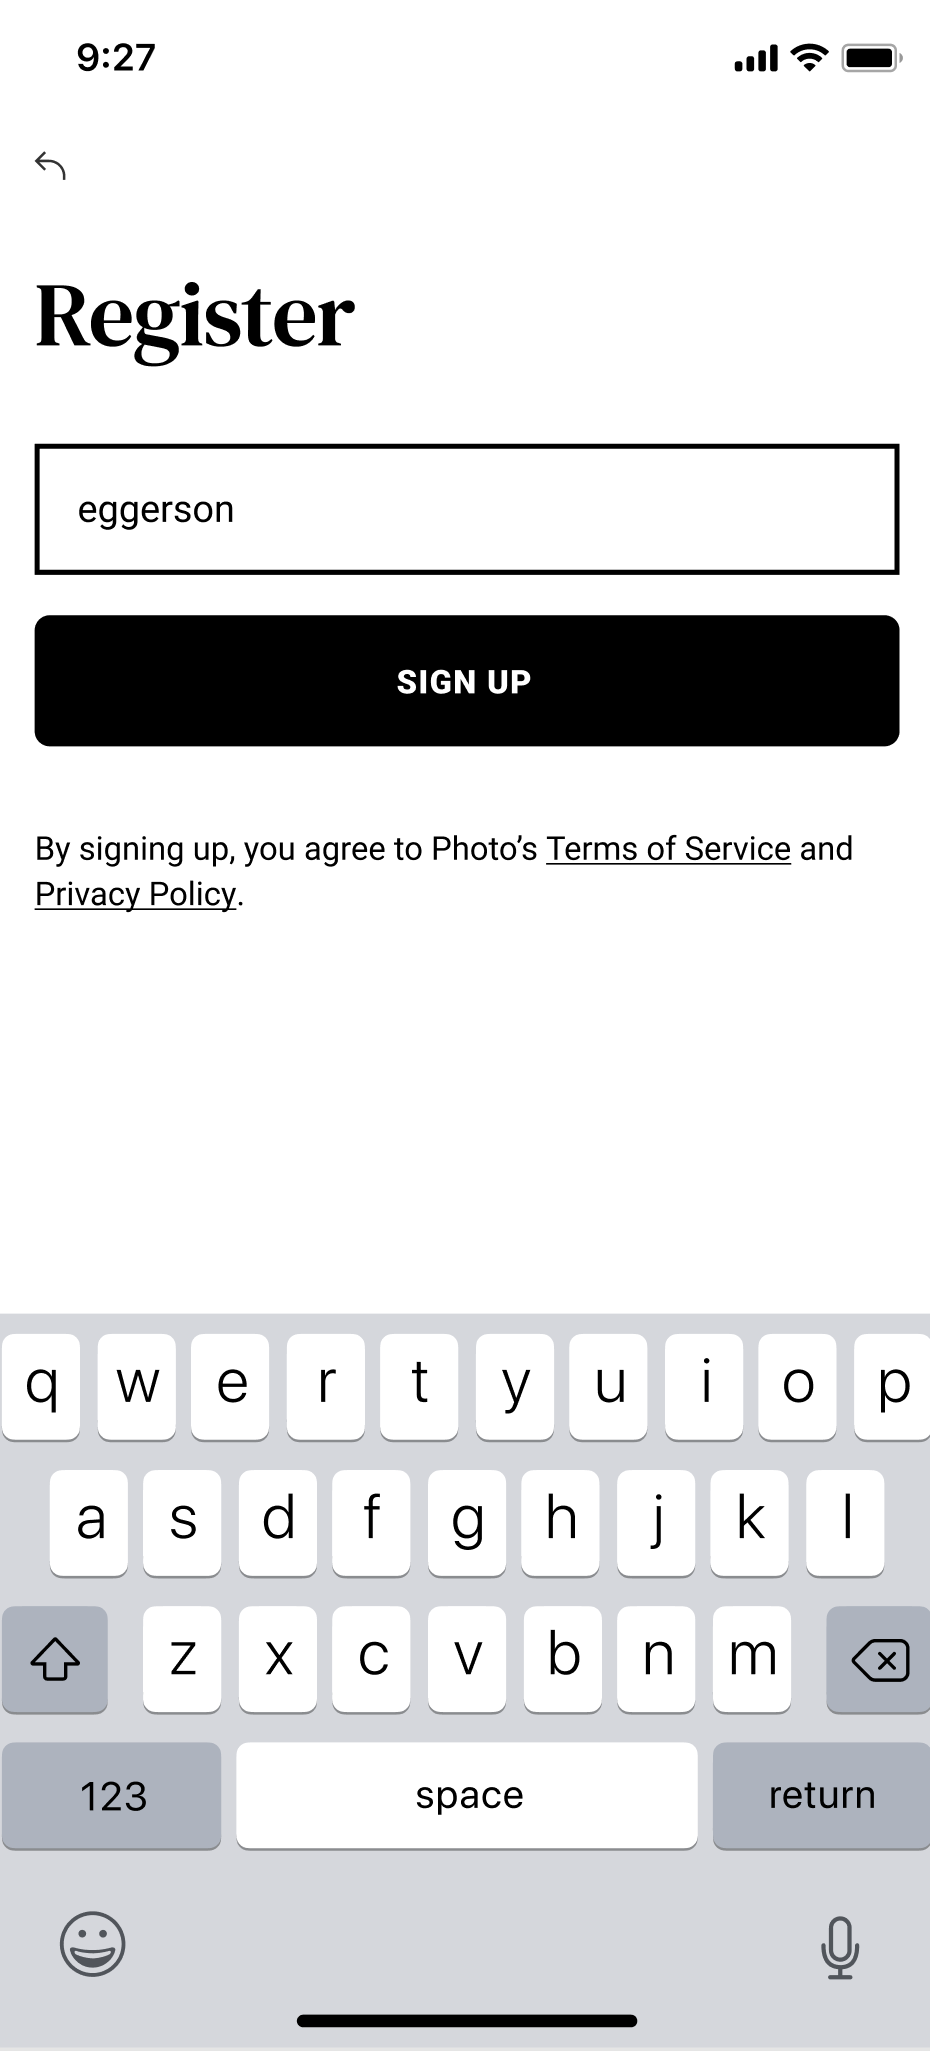 9:27
Register
eggerson
SIGN UP
By signing up, you agree to Photo’s Terms of Service and
Privacy Policy.
q w e r t y u i o p
a s d f g h j k l
z x c v b n m
123 space return